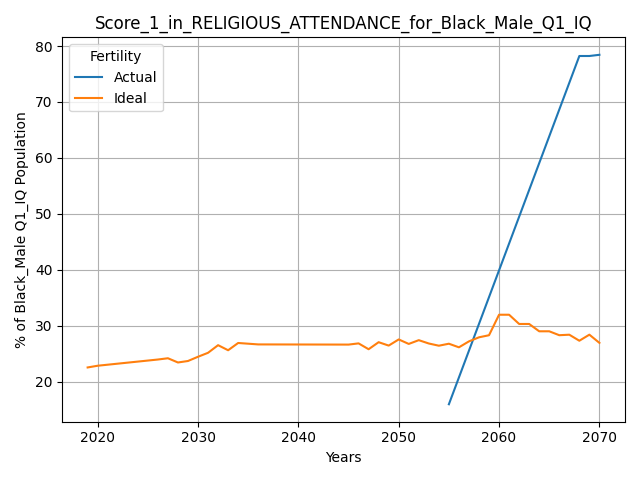 Score_1_in_RELIGIOUS_ATTENDANCE_for_Black_Male_Q1_IQ
Fertility
Actual
Ideal
% of Black_Male Q1_IQ Population
80
70
60
50
40
30
20
2020 2030 2040 2050 2060 2070
Years